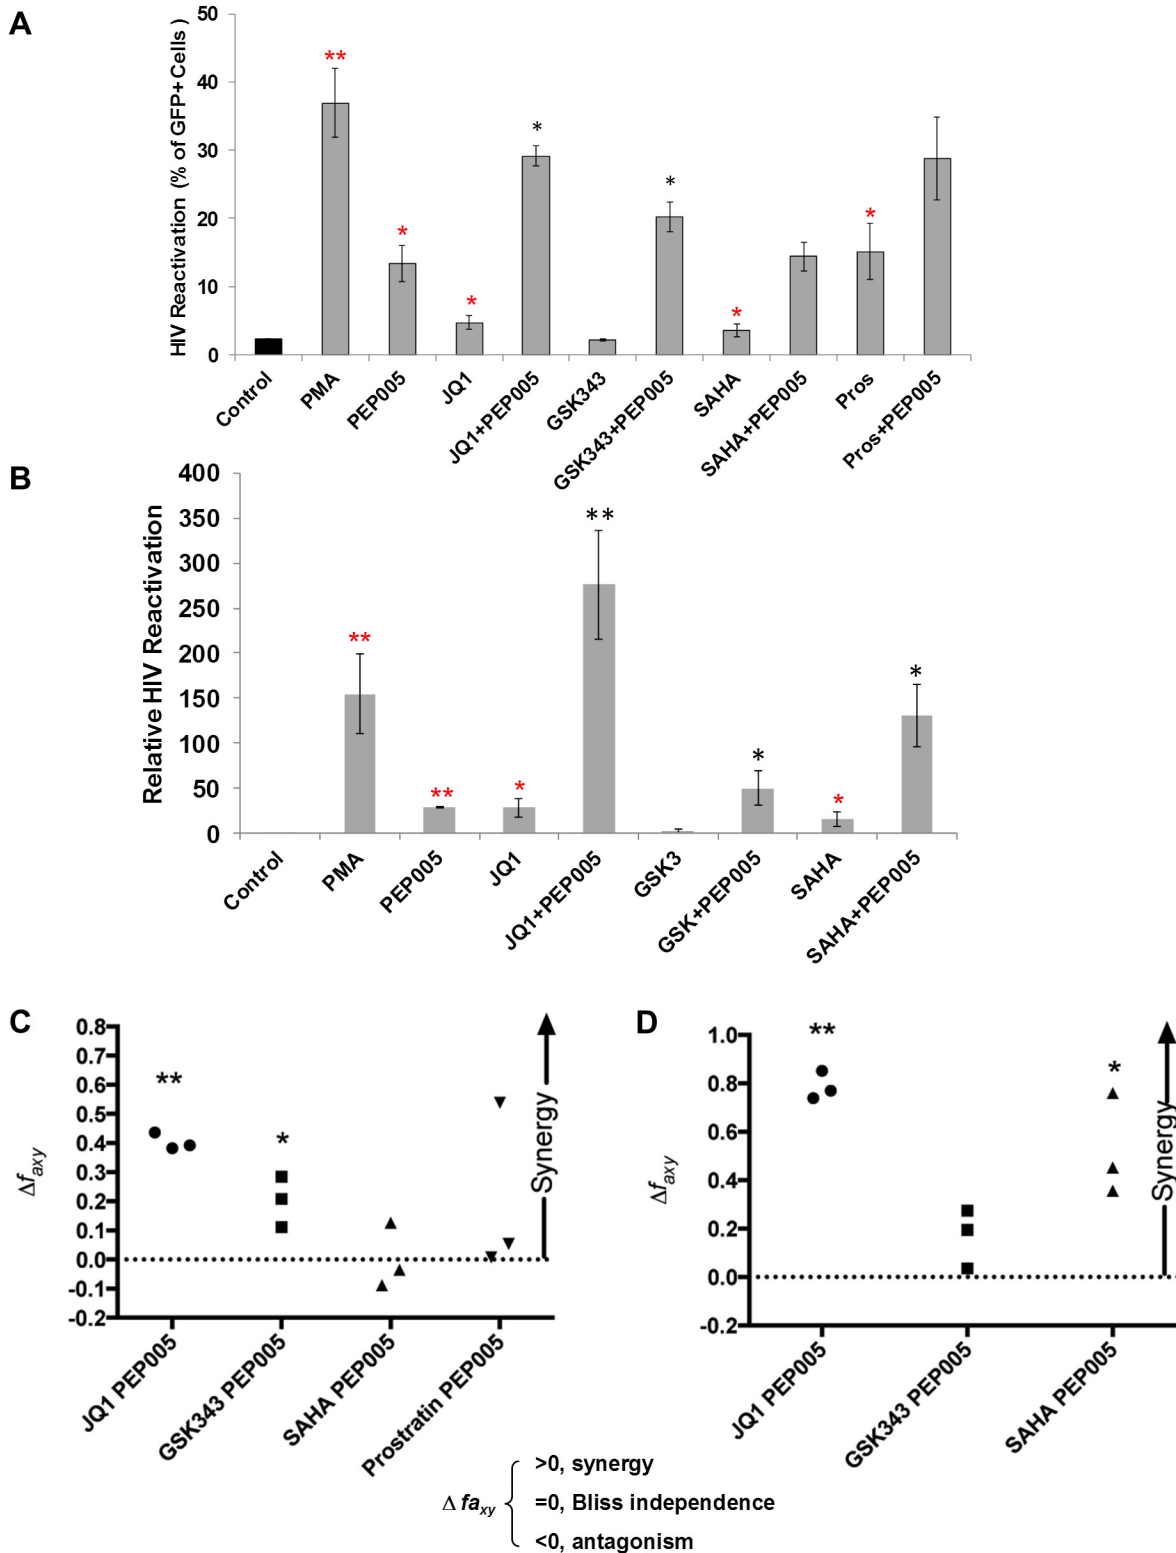 A
HIV Reactivation (% of GFP+Cells )
50
40
30
20
10
0
**
*
*
*
*
*
*
Control
PMA
PEP005
JQ1
JQ1+PEP005
GSK343
GSK343+PEP005
SAHA
SAHA+PEP005
Pros
Pros+PEP005
B
Relative HIV Reactivation
400
350
300
250
200
150
100
50
0
**
**
*
**
*
*
*
Control
PMA
PEP005
JQ1
JQ1+PEP005
GSK3
GSK+PEP005
SAHA
SAHA+PEP005
C
Δfaxy
0.8
0.7
0.6
0.5
0.4
0.3
0.2
0.1
0.0
-0.1
-0.2
**
*
Synergy
JQ1 PEP005
GSK343 PEP005
SAHA PEP005
Prostratin PEP005
D
Δfaxy
1.0
0.8
0.6
0.4
0.2
0.0
-0.2
**
*
Synergy
JQ1 PEP005
GSK343 PEP005
SAHA PEP005
Δ faxy
>0, synergy
=0, Bliss independence
<0, antagonism